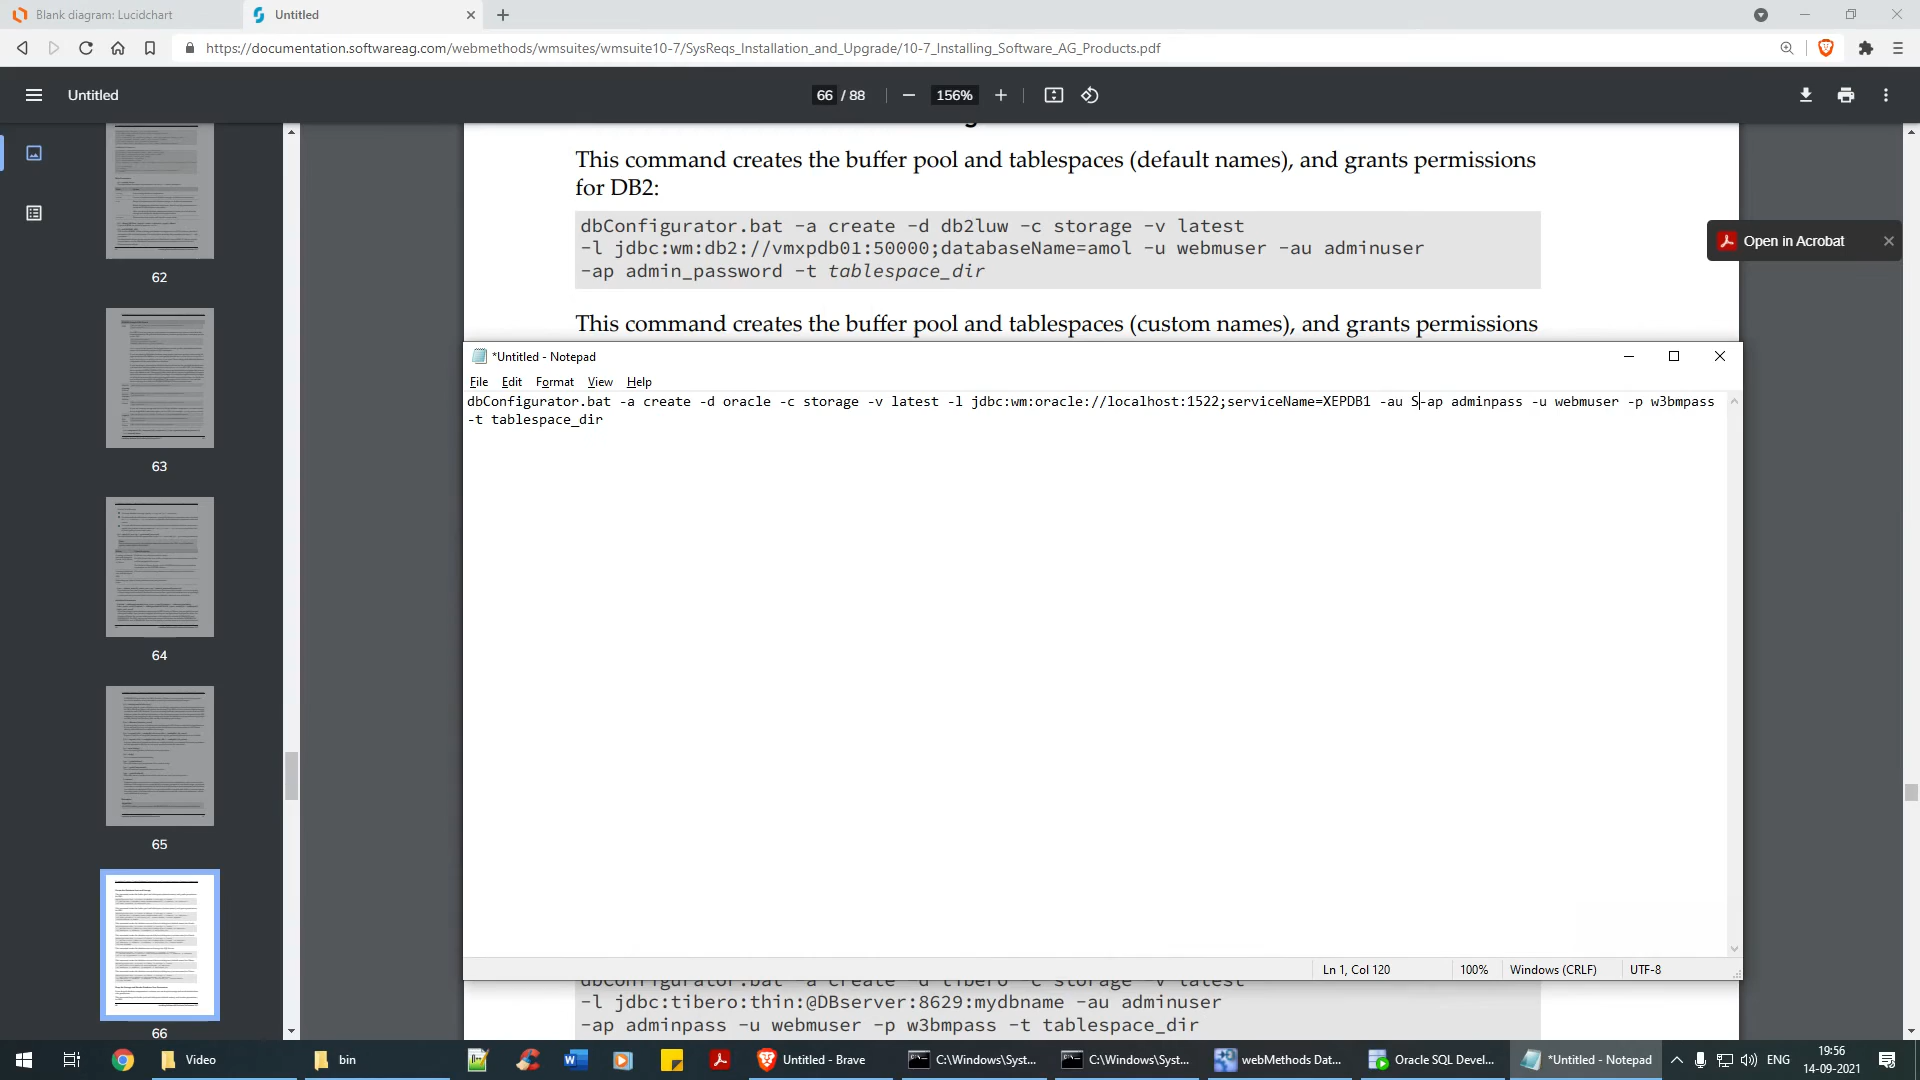 Blank diagram: Lucidchart
Untitled
https://documentation.softwareag.com/webmethods/wmsuites/wmsuite10-7/SysReqs_Installation_and_Upgrade/10-7_Installing_Software_AG_Products.pdf
Untitled
66 / 88
156%
This command creates the buffer pool and tablespaces (default names), and grants permissions
for DB2:
dbConfigurator.bat -a create -d db2luw -c storage -v latest
-l jdbc:wm:db2://vmxpdb01:50000;databaseName=amol -u webmuser -au adminuser
-ap admin_password -t tablespace_dir
This command creates the buffer pool and tablespaces (custom names), and grants permissions
Open in Acrobat
62
63
64
65
66
*Untitled - Notepad
File Edit Format View Help
dbConfigurator.bat -a create -d oracle -c storage -v latest -l jdbc:wm:oracle://localhost:1522;serviceName=XEPDB1 -au S-ap adminpass -u webmuser -p w3bmpass
-t tablespace_dir
Ln 1, Col 120
100%
Windows (CRLF)
UTF-8
dbConfigurator.bat -a create -d tibero -c storage -v latest
-l jdbc:tibero:thin:@DBserver:8629:mydbname -au adminuser
-ap adminpass -u webmuser -p w3bmpass -t tablespace_dir
Video
bin
Untitled - Brave
C:\Windows\Syst...
C:\Windows\Syst...
webMethods Dat...
Oracle SQL Devel...
*Untitled - Notepad
ENG
19:56
14-09-2021